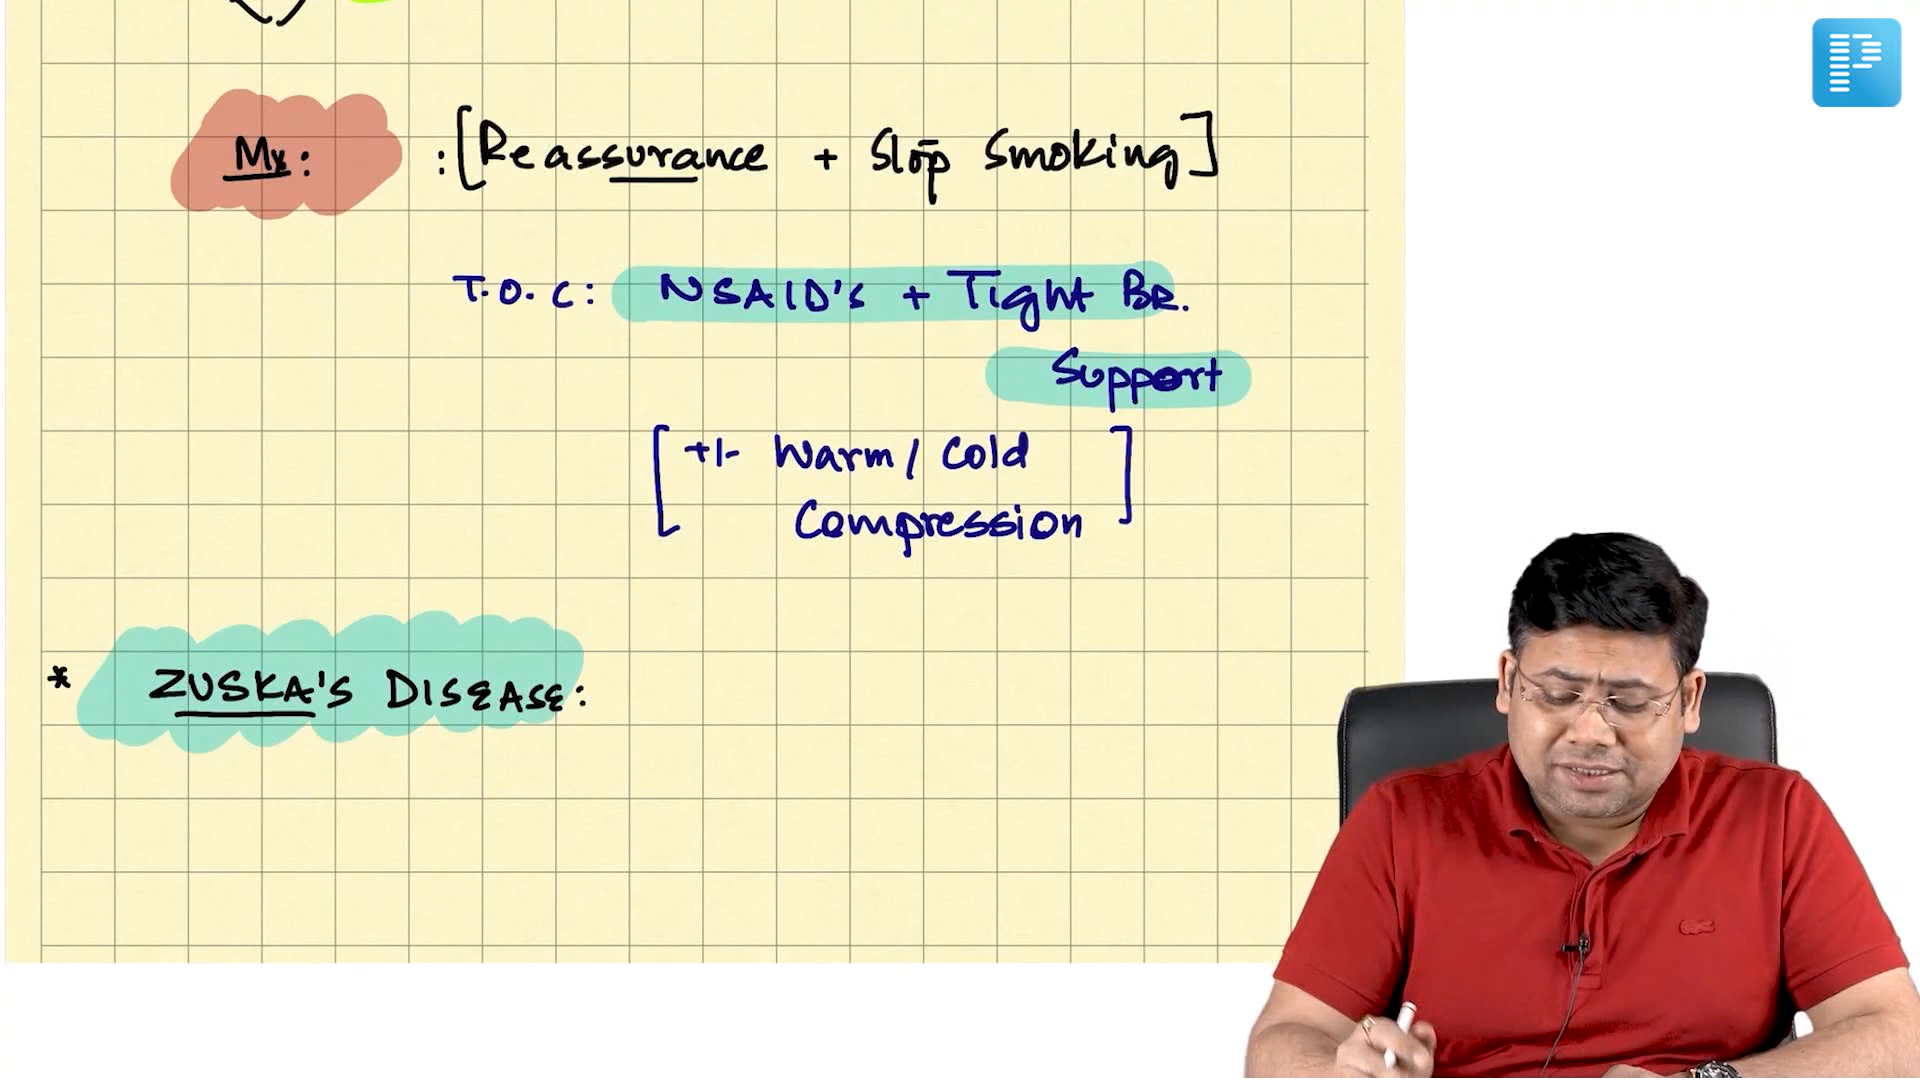 Mx: : [Reassurance + Stop Smoking]
T.O.C: NSAID's + Tight BR.
Support
[+/- Warm / Cold
Compression]
* ZUSKA'S DISEASE: